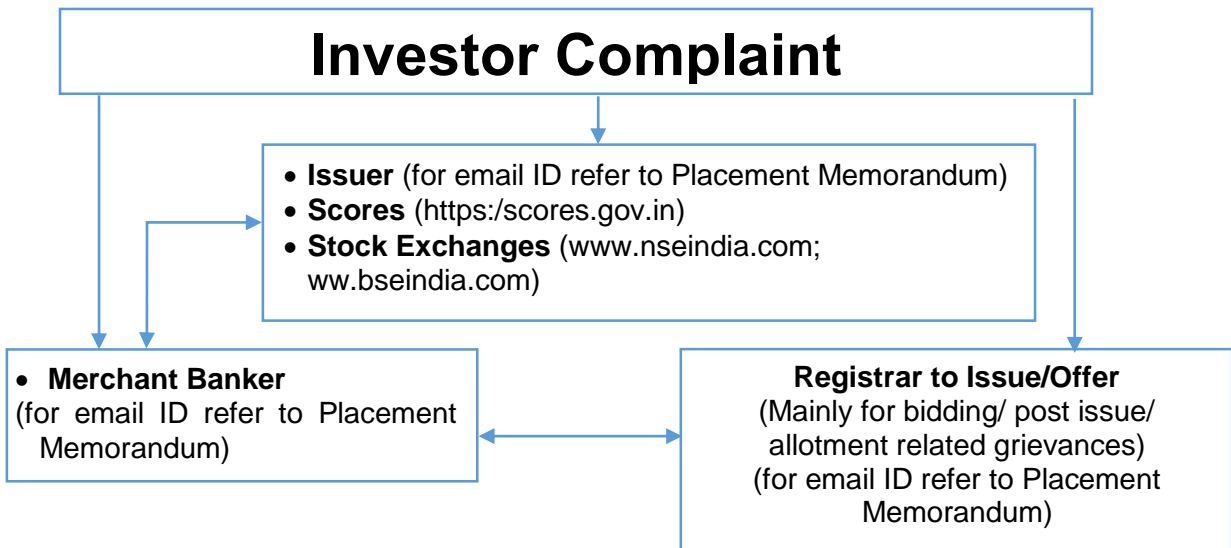 Investor Complaint
• Issuer (for email ID refer to Placement Memorandum)
• Scores (https:/scores.gov.in)
• Stock Exchanges (www.nseindia.com;
ww.bseindia.com)
• Merchant Banker
(for email ID refer to Placement
Memorandum)
Registrar to Issue/Offer
(Mainly for bidding/ post issue/
allotment related grievances)
(for email ID refer to Placement
Memorandum)